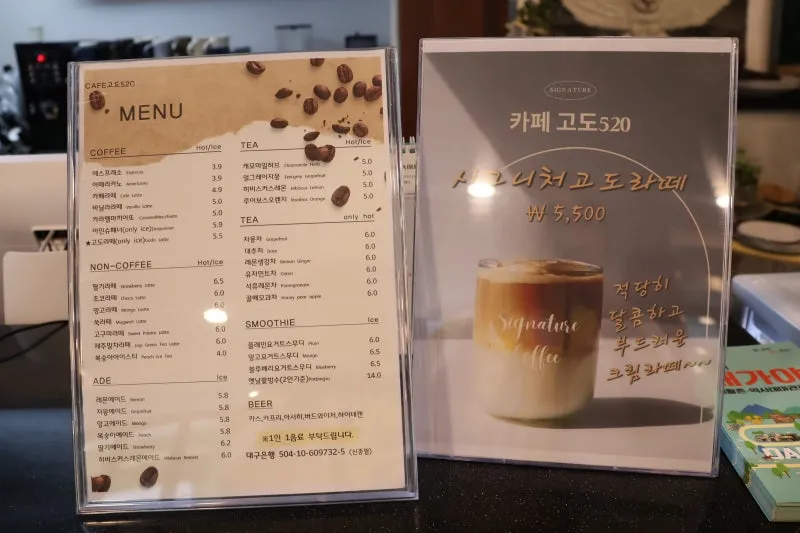 CAFE고도520
MENU
COFFEE Hot/Ice
에스프레소 Espresso 3.9
아메리카노 Americano 3.9
카페라떼 Cafe Latte 4.9
바닐라라떼 Vanilla Latte 5.0
카라멜마끼아또 5.0
아인슈페너(only ice) 5.9
★고도라떼(only ice) Godo Latte 5.5
NON-COFFEE Hot/Ice
딸기라떼 Strawberry Latte 6.5
초코라떼 Choco Latte 6.0
망고라떼 Mango Latte
쑥라떼 Mugwort Latte
고구마라떼 Sweet Potato Latte 6.0
제주말차라떼 Jeju Green Tea Latte 6.0
복숭아아이스티 Peach Ice Tea 4.0
ADE Ice
레몬에이드 Remon 5.8
자몽에이드 Grapefruit 5.8
망고에이드 Mango 5.8
복숭아에이드 Peach 5.8
딸기에이드 Strawberry 6.2
히비스커스레몬에이드 Hibiscus Remon 6.0
TEA Hot/Ice
캐모마일허브 Chamomile Herb 5.0
얼그레이자몽 Earlgrey Grapefruit 5.0
히비스커스레몬 Hibiscus Lemon 5.0
루이보스오렌지 Rooibos Orange 5.0
TEA only hot
자몽차 Grapefruit 6.0
대추차 6.0
레몬생강차 Remon Ginger 6.0
유자민트차 6.0
석류레몬차 Pomegranate 6.0
꿀배모과차 Honey pear apple 6.0
SMOOTHIE Ice
플레인요거트스무디 Plain 6.0
망고요거트스무디 Mango 6.5
블루베리요거트스무디 Blueberry 6.5
옛날팥빙수(2인기준) Patbingsu 14.0
BEER
카스,카프리,아사히,버드와이저,하이네켄
※1인 1음료 부탁드립니다.
대구은행 504-10-609732-5 (신종필)
SIGNATURE
카페 고도520
시그니처고도라떼
₩ 5,500
Signature
Coffee
적당히
달콤하고
부드러운
크림라떼~~